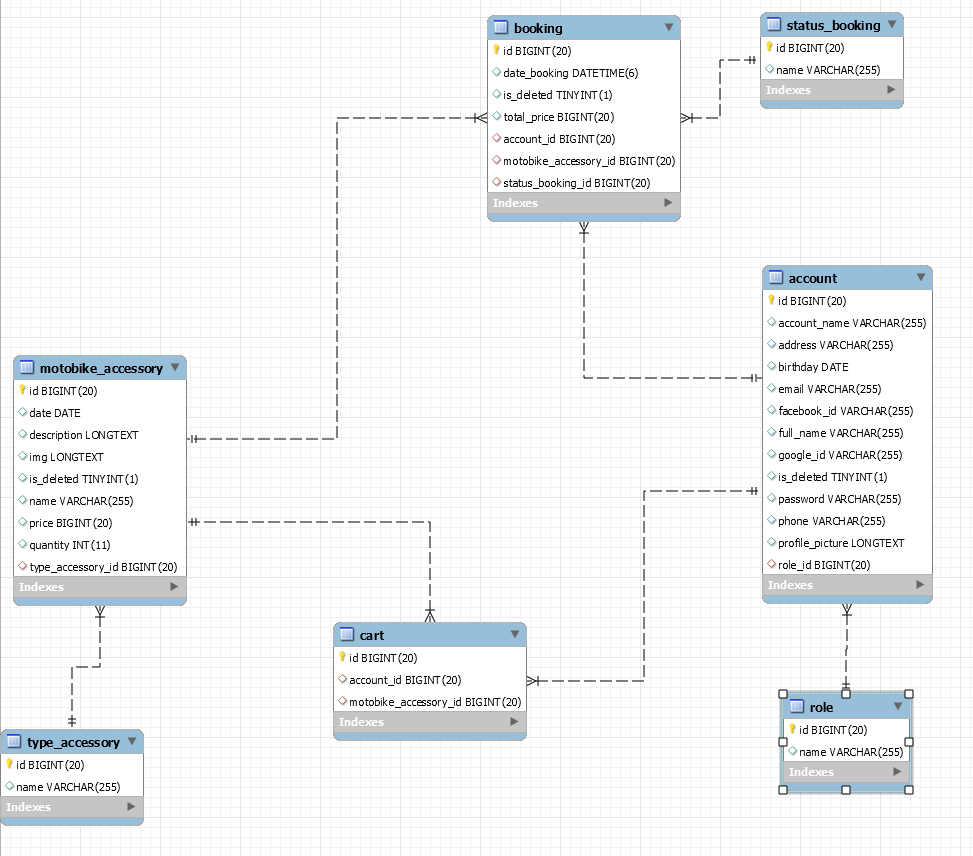 booking
id BIGINT(20)
date_booking DATETIME(6)
is_deleted TINYINT(1)
total_price BIGINT(20)
account_id BIGINT(20)
motobike_accessory_id BIGINT(20)
status_booking_id BIGINT(20)
Indexes
status_booking
id BIGINT(20)
name VARCHAR(255)
Indexes
account
id BIGINT(20)
account_name VARCHAR(255)
address VARCHAR(255)
birthday DATE
email VARCHAR(255)
facebook_id VARCHAR(255)
full_name VARCHAR(255)
google_id VARCHAR(255)
is_deleted TINYINT(1)
password VARCHAR(255)
phone VARCHAR(255)
profile_picture LONGTEXT
role_id BIGINT(20)
Indexes
motobike_accessory
id BIGINT(20)
date DATE
description LONGTEXT
img LONGTEXT
is_deleted TINYINT(1)
name VARCHAR(255)
price BIGINT(20)
quantity INT(11)
type_accessory_id BIGINT(20)
Indexes
cart
id BIGINT(20)
account_id BIGINT(20)
motobike_accessory_id BIGINT(20)
Indexes
role
id BIGINT(20)
name VARCHAR(255)
Indexes
type_accessory
id BIGINT(20)
name VARCHAR(255)
Indexes